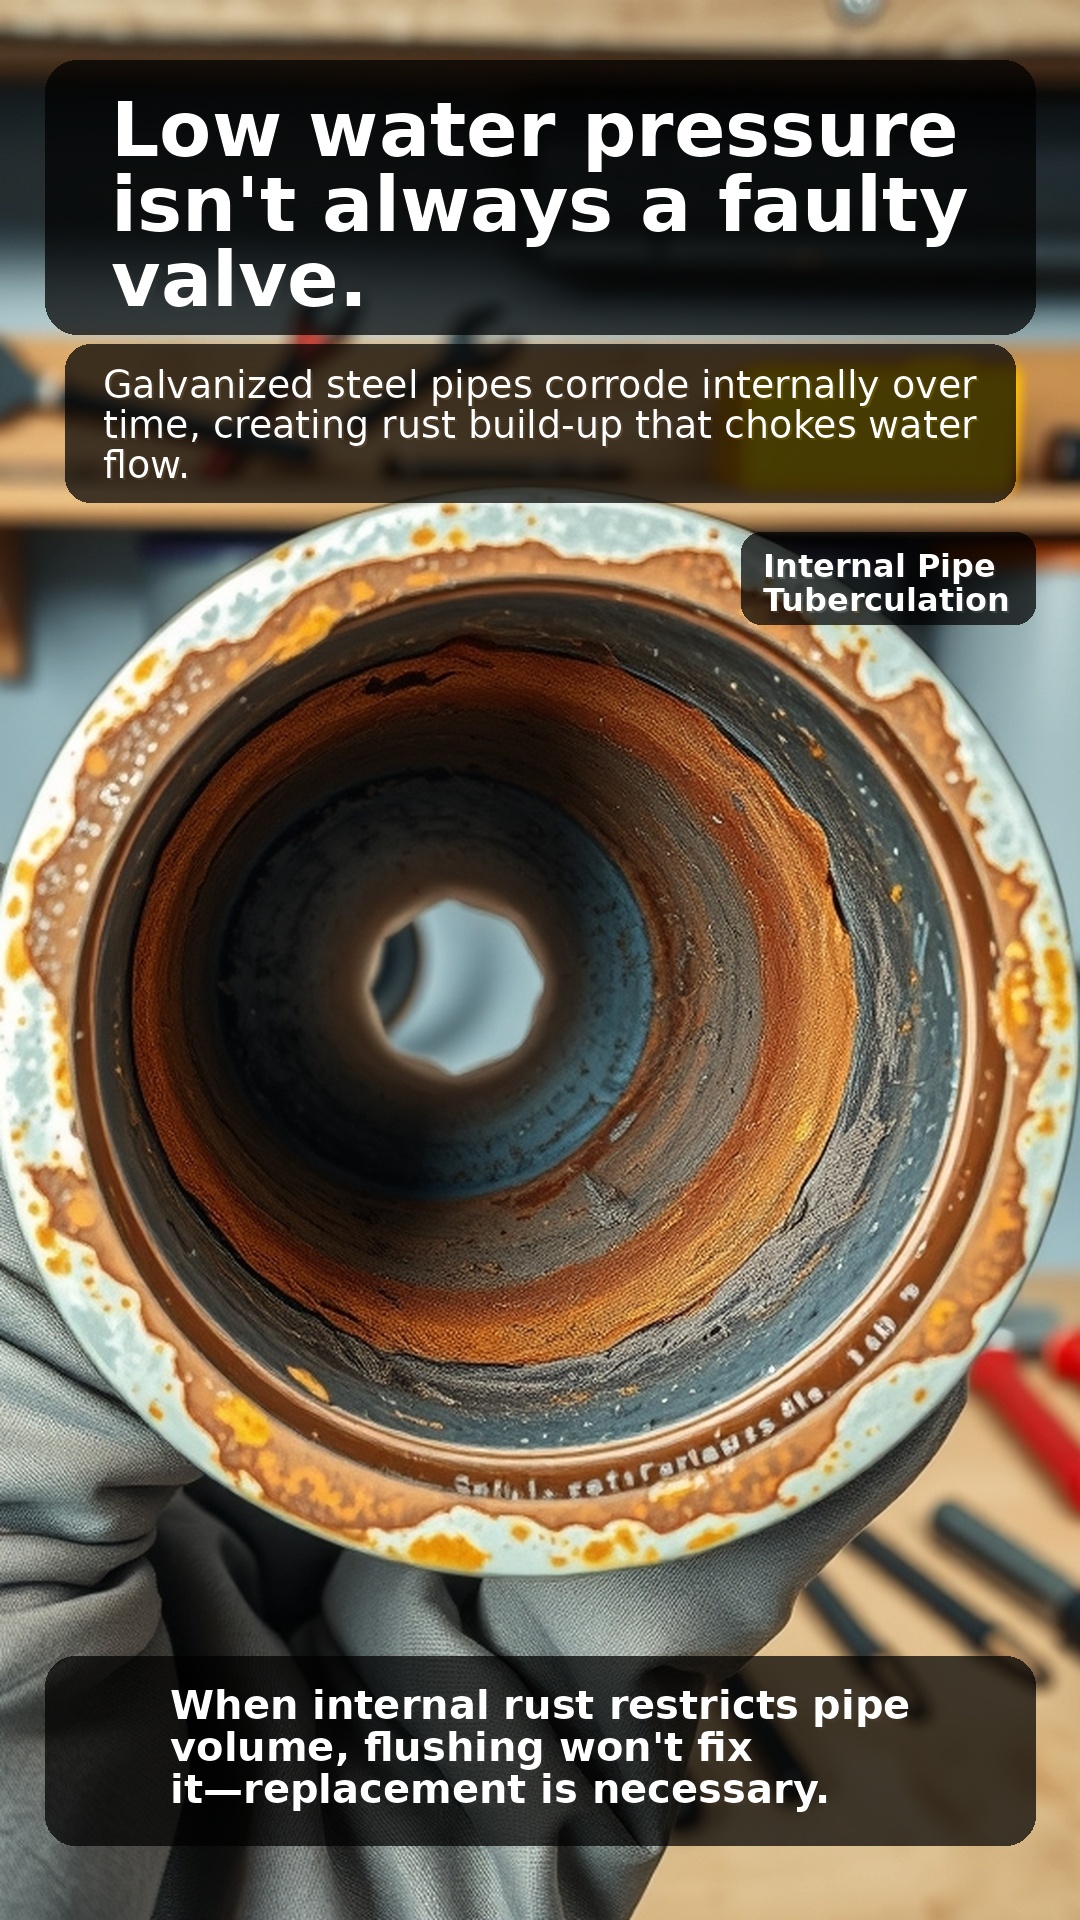 Low water pressure
isn't always a faulty
valve.
Galvanized steel pipes corrode internally over
time, creating rust build-up that chokes water
flow.
Internal Pipe
Tuberculation
When internal rust restricts pipe
volume, flushing won't fix
it—replacement is necessary.